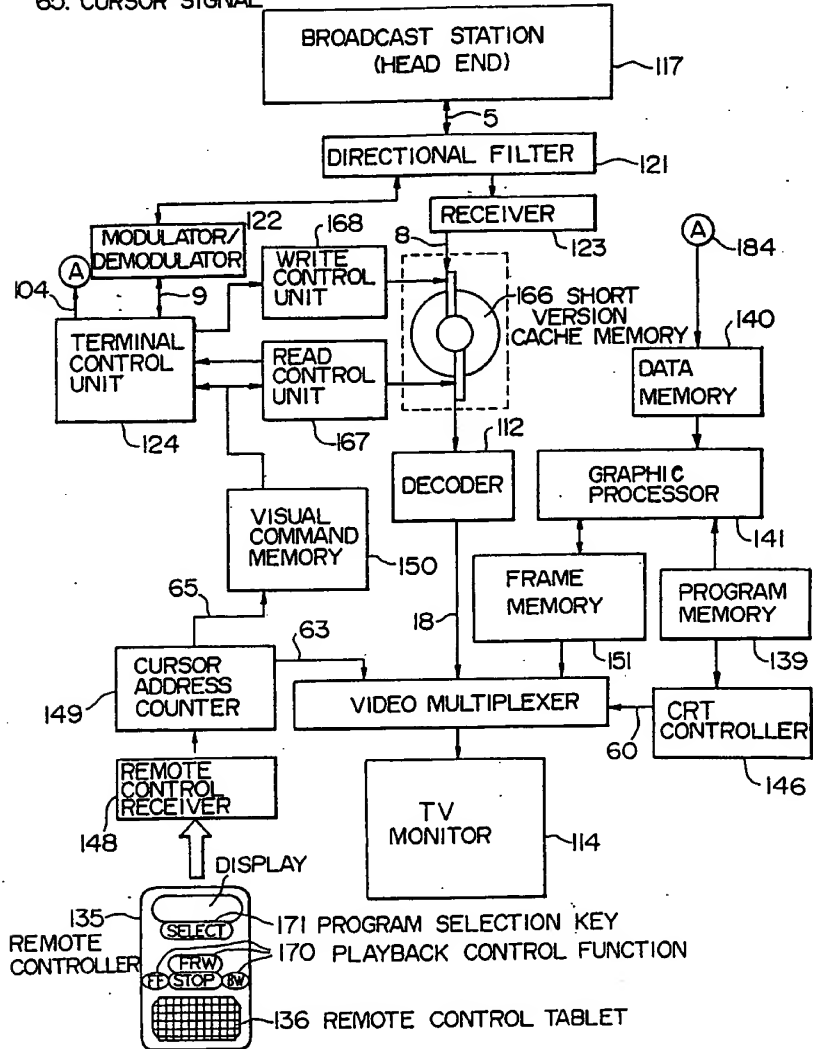 65. CURSOR SIGNAL
BROADCAST STATION
(HEAD END)
117
5
DIRECTIONAL FILTER
121
122
MODULATOR/
DEMODULATOR
168
WRITE
CONTROL
UNIT
8
RECEIVER
123
A
184
A
104
9
166 SHORT
VERSION
CACHE MEMORY
140
DATA
MEMORY
TERMINAL
CONTROL
UNIT
124
READ
CONTROL
UNIT
167
112
DECODER
GRAPHIC
PROCESSOR
141
VISUAL
COMMAND
MEMORY
150
FRAME
MEMORY
151
PROGRAM
MEMORY
139
65
63
18
149
CURSOR
ADDRESS
COUNTER
VIDEO MULTIPLEXER
60
CRT
CONTROLLER
146
148
REMOTE
CONTROL
RECEIVER
TV
MONITOR
114
DISPLAY
135
REMOTE
CONTROLLER
SELECT
171 PROGRAM SELECTION KEY
FRW
170 PLAYBACK CONTROL FUNCTION
FF
STOP
BW
136 REMOTE CONTROL TABLET